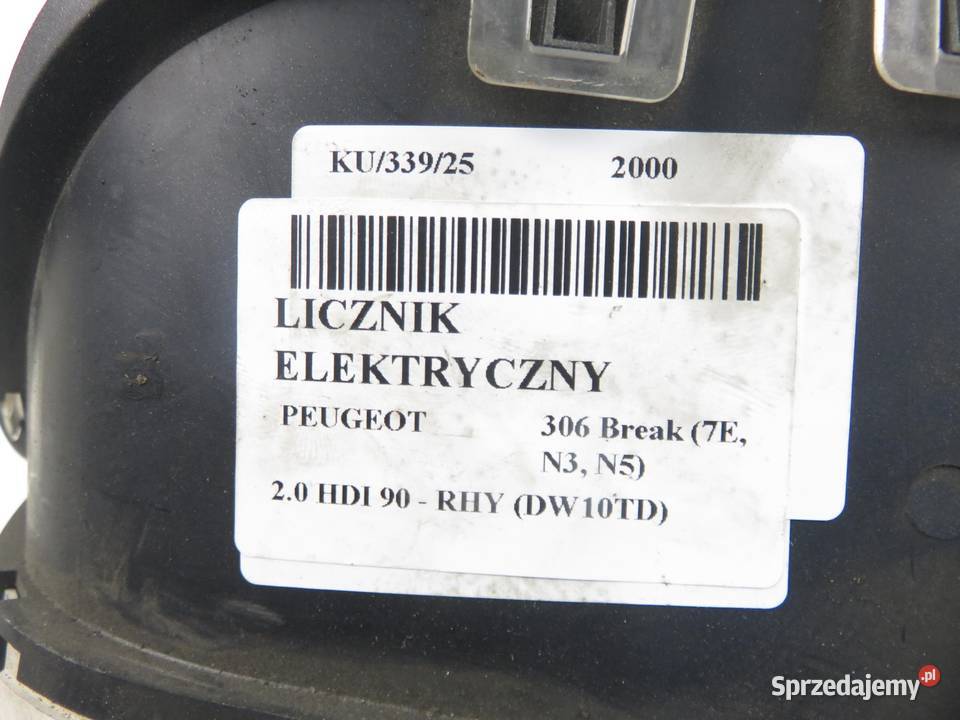 KU/339/25 2000
LICZNIK
ELEKTRYCZNY
PEUGEOT 306 Break (7E,
N3, N5)
2.0 HDI 90 - RHY (DW10TD)
Sprzedajemy.pl